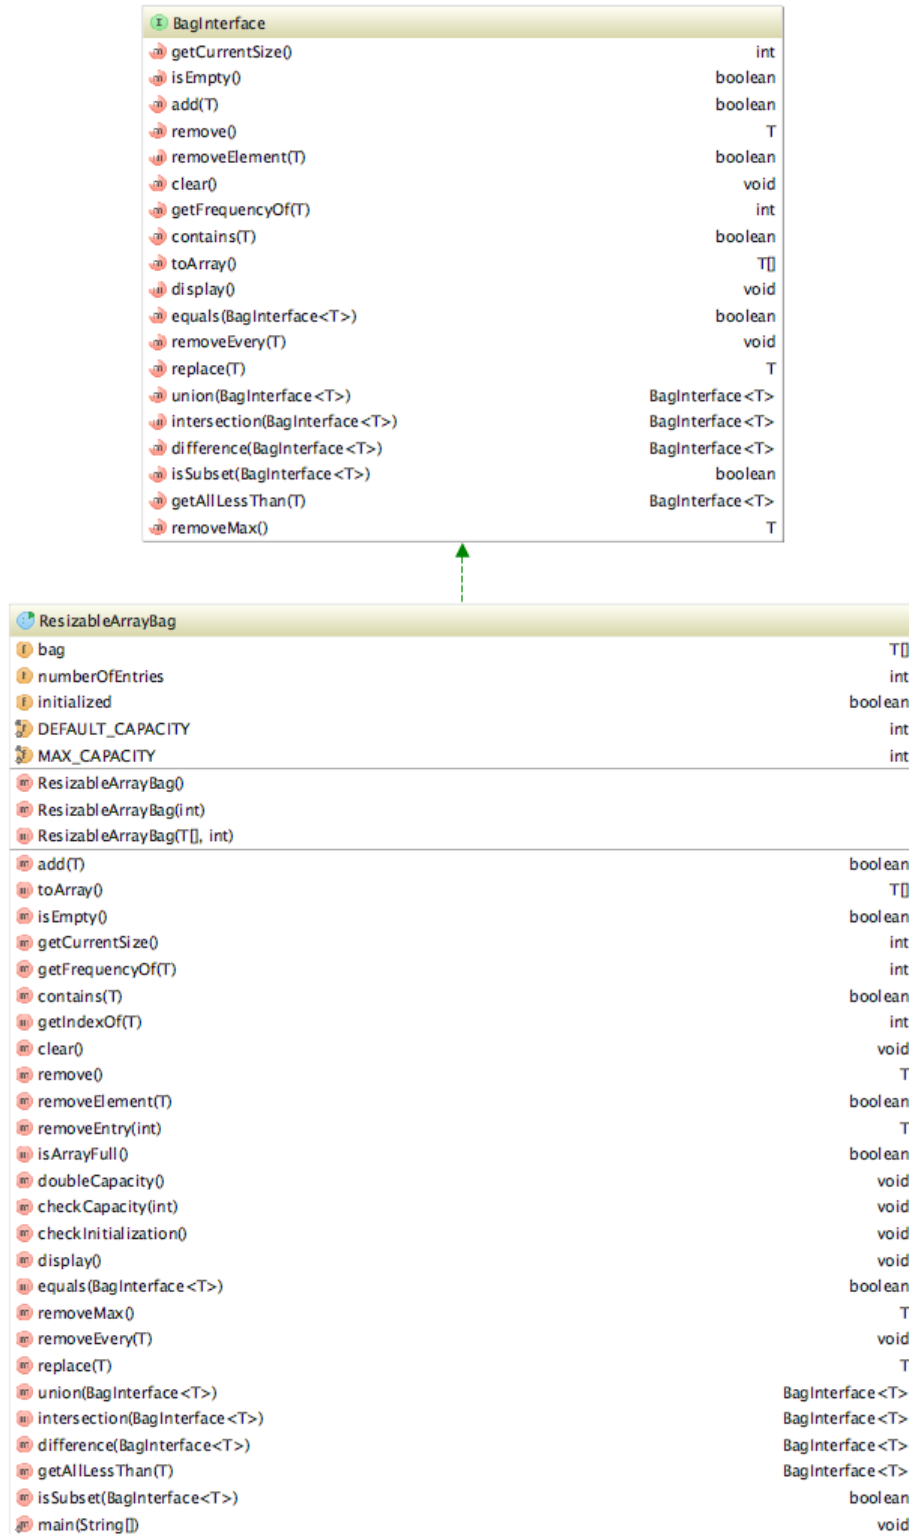 BagInterface
getCurrentSize() int
isEmpty() boolean
add(T) boolean
remove() T
removeElement(T) boolean
clear() void
getFrequencyOf(T) int
contains(T) boolean
toArray() T[]
display() void
equals(BagInterface<T>) boolean
removeEvery(T) void
replace(T) T
union(BagInterface<T>) BagInterface<T>
intersection(BagInterface<T>) BagInterface<T>
difference(BagInterface<T>) BagInterface<T>
isSubset(BagInterface<T>) boolean
getAllLessThan(T) BagInterface<T>
removeMax() T
ResizableArrayBag
bag T[]
numberOfEntries int
initialized boolean
DEFAULT_CAPACITY int
MAX_CAPACITY int
ResizableArrayBag()
ResizableArrayBag(int)
ResizableArrayBag(T[], int)
add(T) boolean
toArray() T[]
isEmpty() boolean
getCurrentSize() int
getFrequencyOf(T) int
contains(T) boolean
getIndexOf(T) int
clear() void
remove() T
removeElement(T) boolean
removeEntry(int) T
isArrayFull() boolean
doubleCapacity() void
checkCapacity(int) void
checkInitialization() void
display() void
equals(BagInterface<T>) boolean
removeMax() T
removeEvery(T) void
replace(T) T
union(BagInterface<T>) BagInterface<T>
intersection(BagInterface<T>) BagInterface<T>
difference(BagInterface<T>) BagInterface<T>
getAllLessThan(T) BagInterface<T>
isSubset(BagInterface<T>) boolean
main(String[]) void